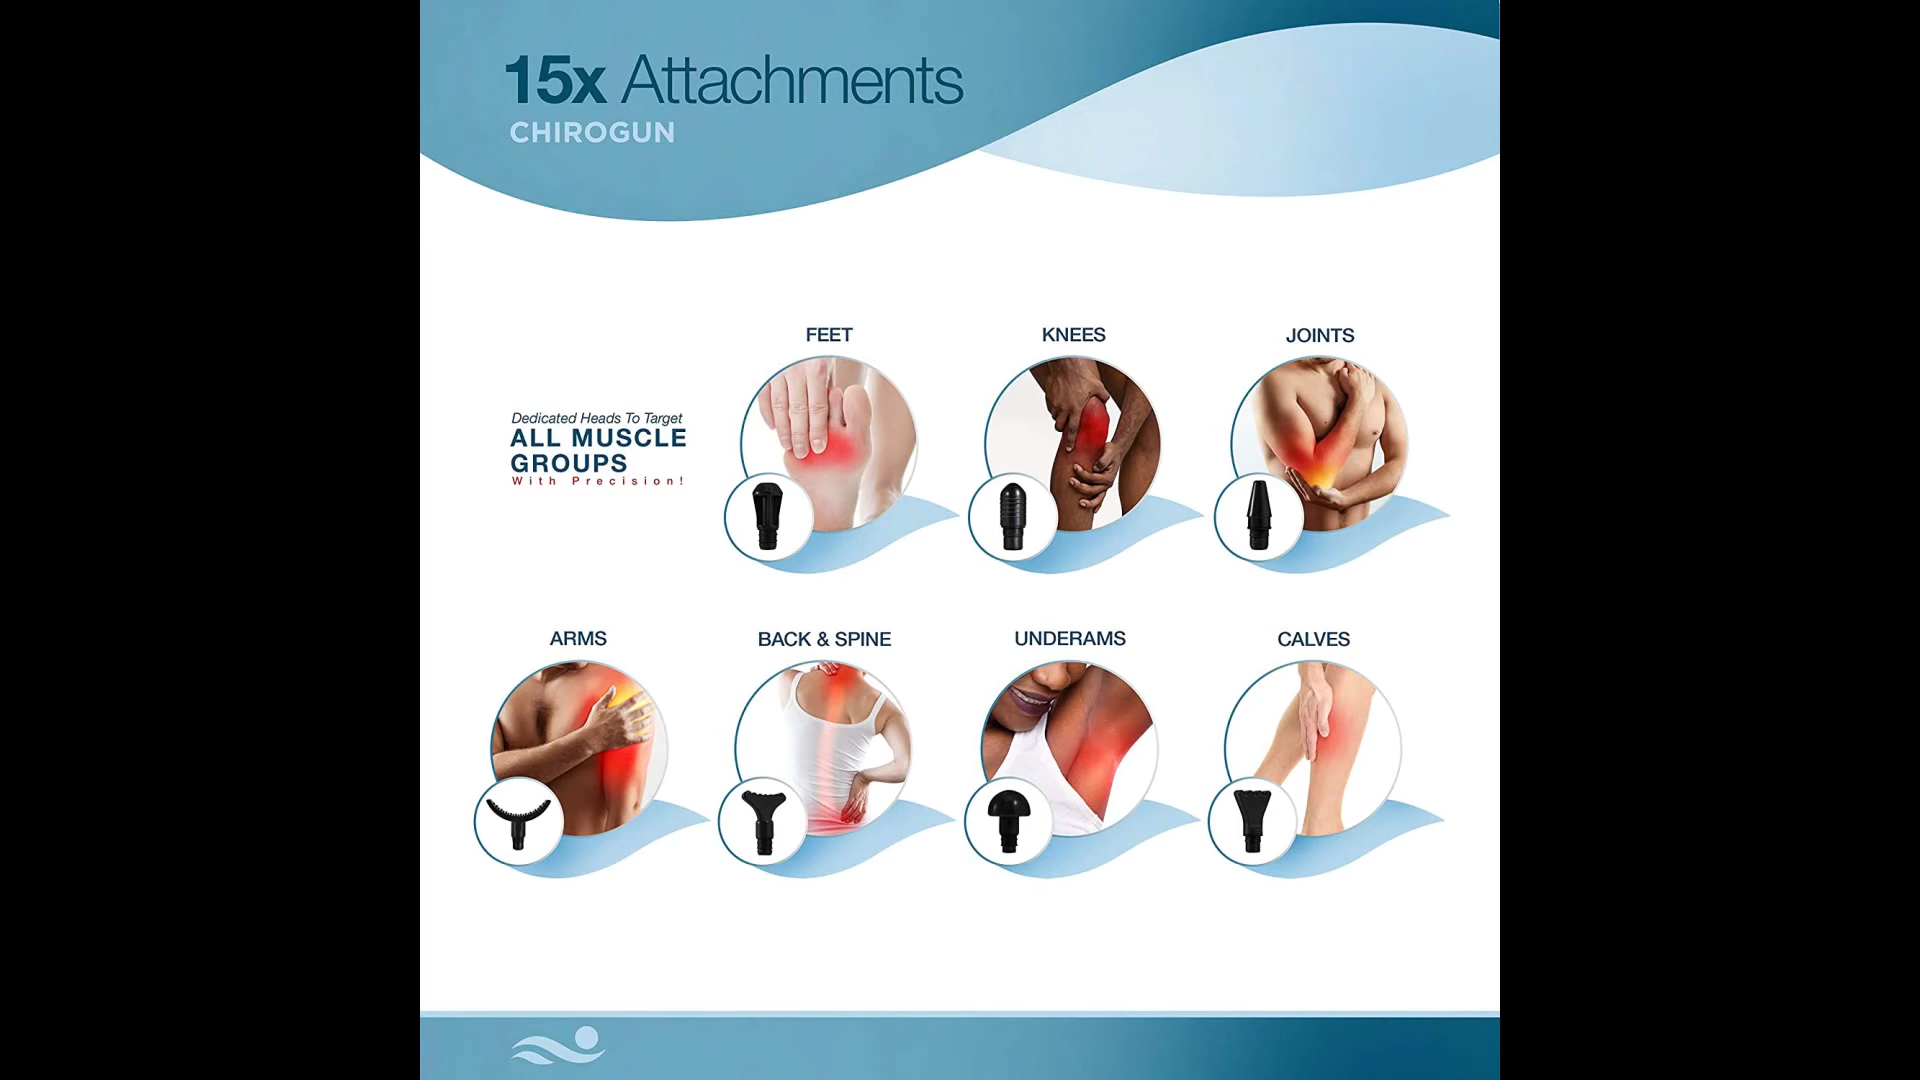 15x Attachments
CHIROGUN
FEET
KNEES
JOINTS
Dedicated Heads To Target
ALL MUSCLE
GROUPS
With Precision!
ARMS
BACK & SPINE
UNDERAMS
CALVES